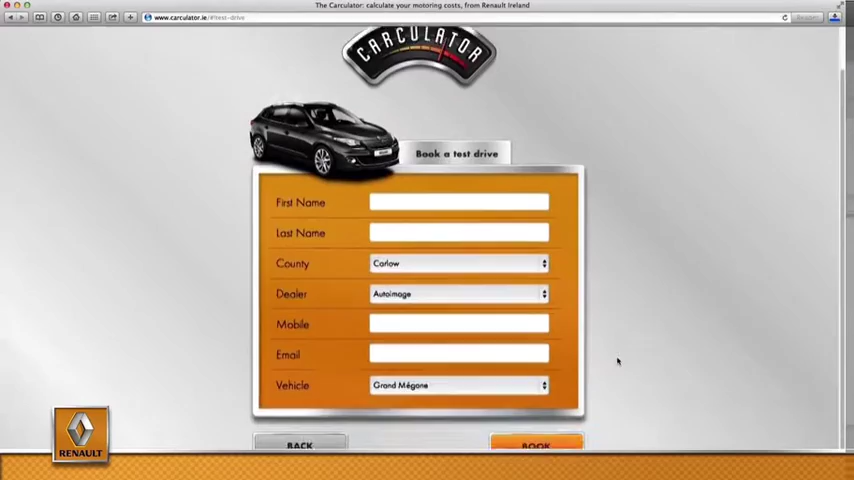 The Carculator: calculate your motoring costs, from Renault Ireland
www.carculator.ie/#test-drive
CARCULATOR
Book a test drive
First Name
Last Name
County Carlow
Dealer Autoimage
Mobile
Email
Vehicle Grand Mégane
BACK BOOK
RENAULT